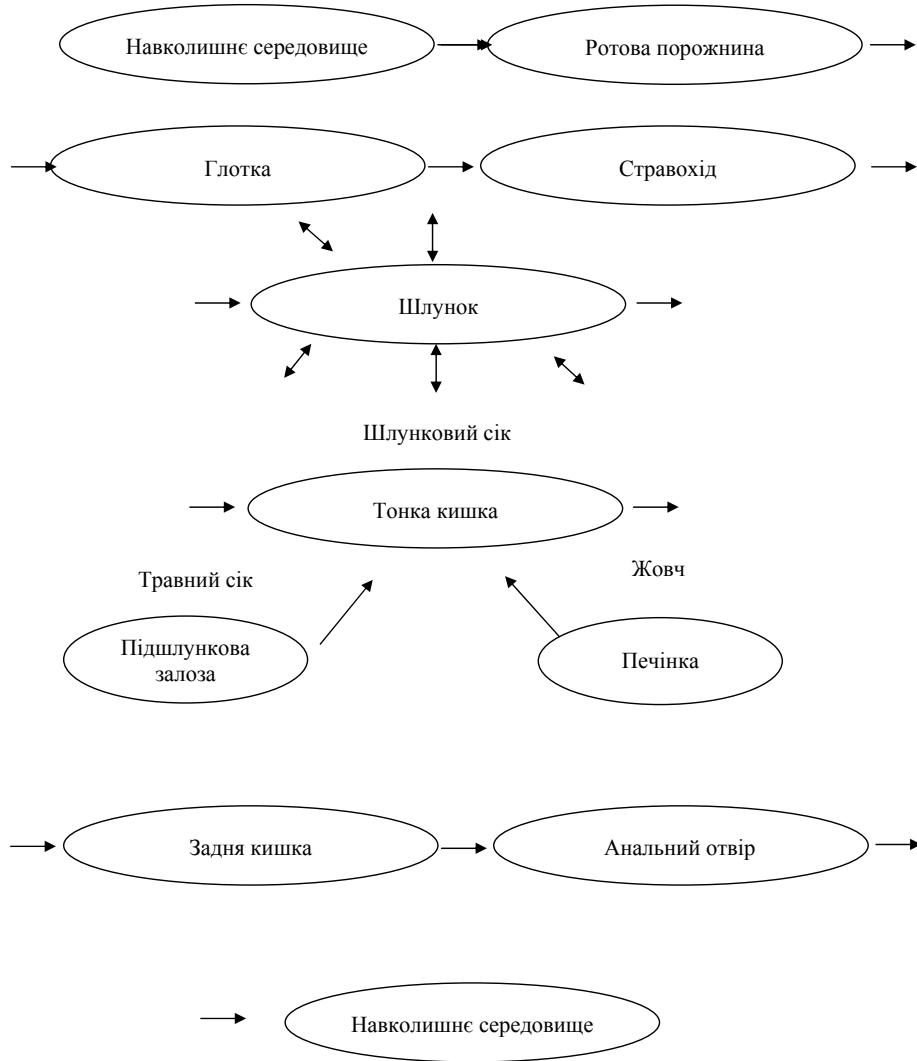 Навколишнє середовище
Ротова порожнина
Глотка
Стравохід
Шлунок
Шлунковий сік
Тонка кишка
Травний сік
Жовч
Підшлункова
залоза
Печінка
Задня кишка
Анальний отвір
Навколишнє середовище